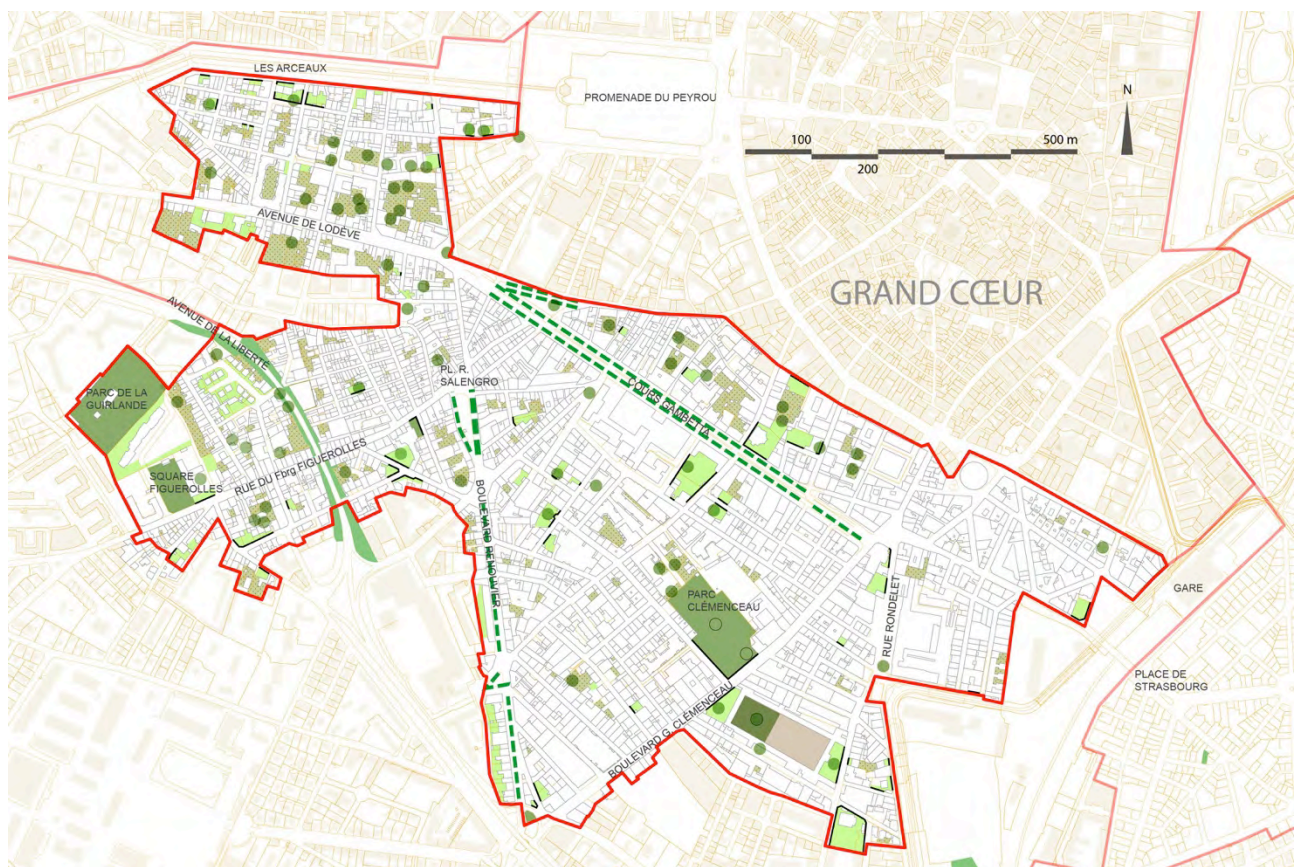 LES ARCEAUX
PROMENADE DU PEYROU
N
100
500 m
200
AVENUE DE LODÈVE
GRAND CŒUR
AVENUE DE LA LIBERTÉ
PL. R.
SALENGRO
PARC DE LA
GUIRLANDE
COURS GAMBETTA
RUE DU Fbrg FIGUEROLLES
SQUARE
FIGUEROLLES
BOULEVARD RENOUVIER
PARC
CLÉMENCEAU
RUE RONDELET
GARE
PLACE DE
STRASBOURG
BOULEVARD G. CLÉMENCEAU